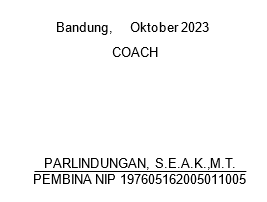 Bandung, Oktober 2023
COACH
PARLINDUNGAN, S.E.A.K.,M.T.
PEMBINA NIP 197605162005011005